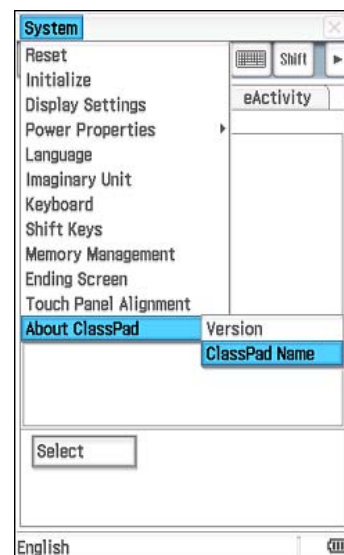 System
Reset
Shift
Initialize
Display Settings
eActivity
Power Properties
Language
Imaginary Unit
Keyboard
Shift Keys
Memory Management
Ending Screen
Touch Panel Alignment
About ClassPad
Version
ClassPad Name
Select
English